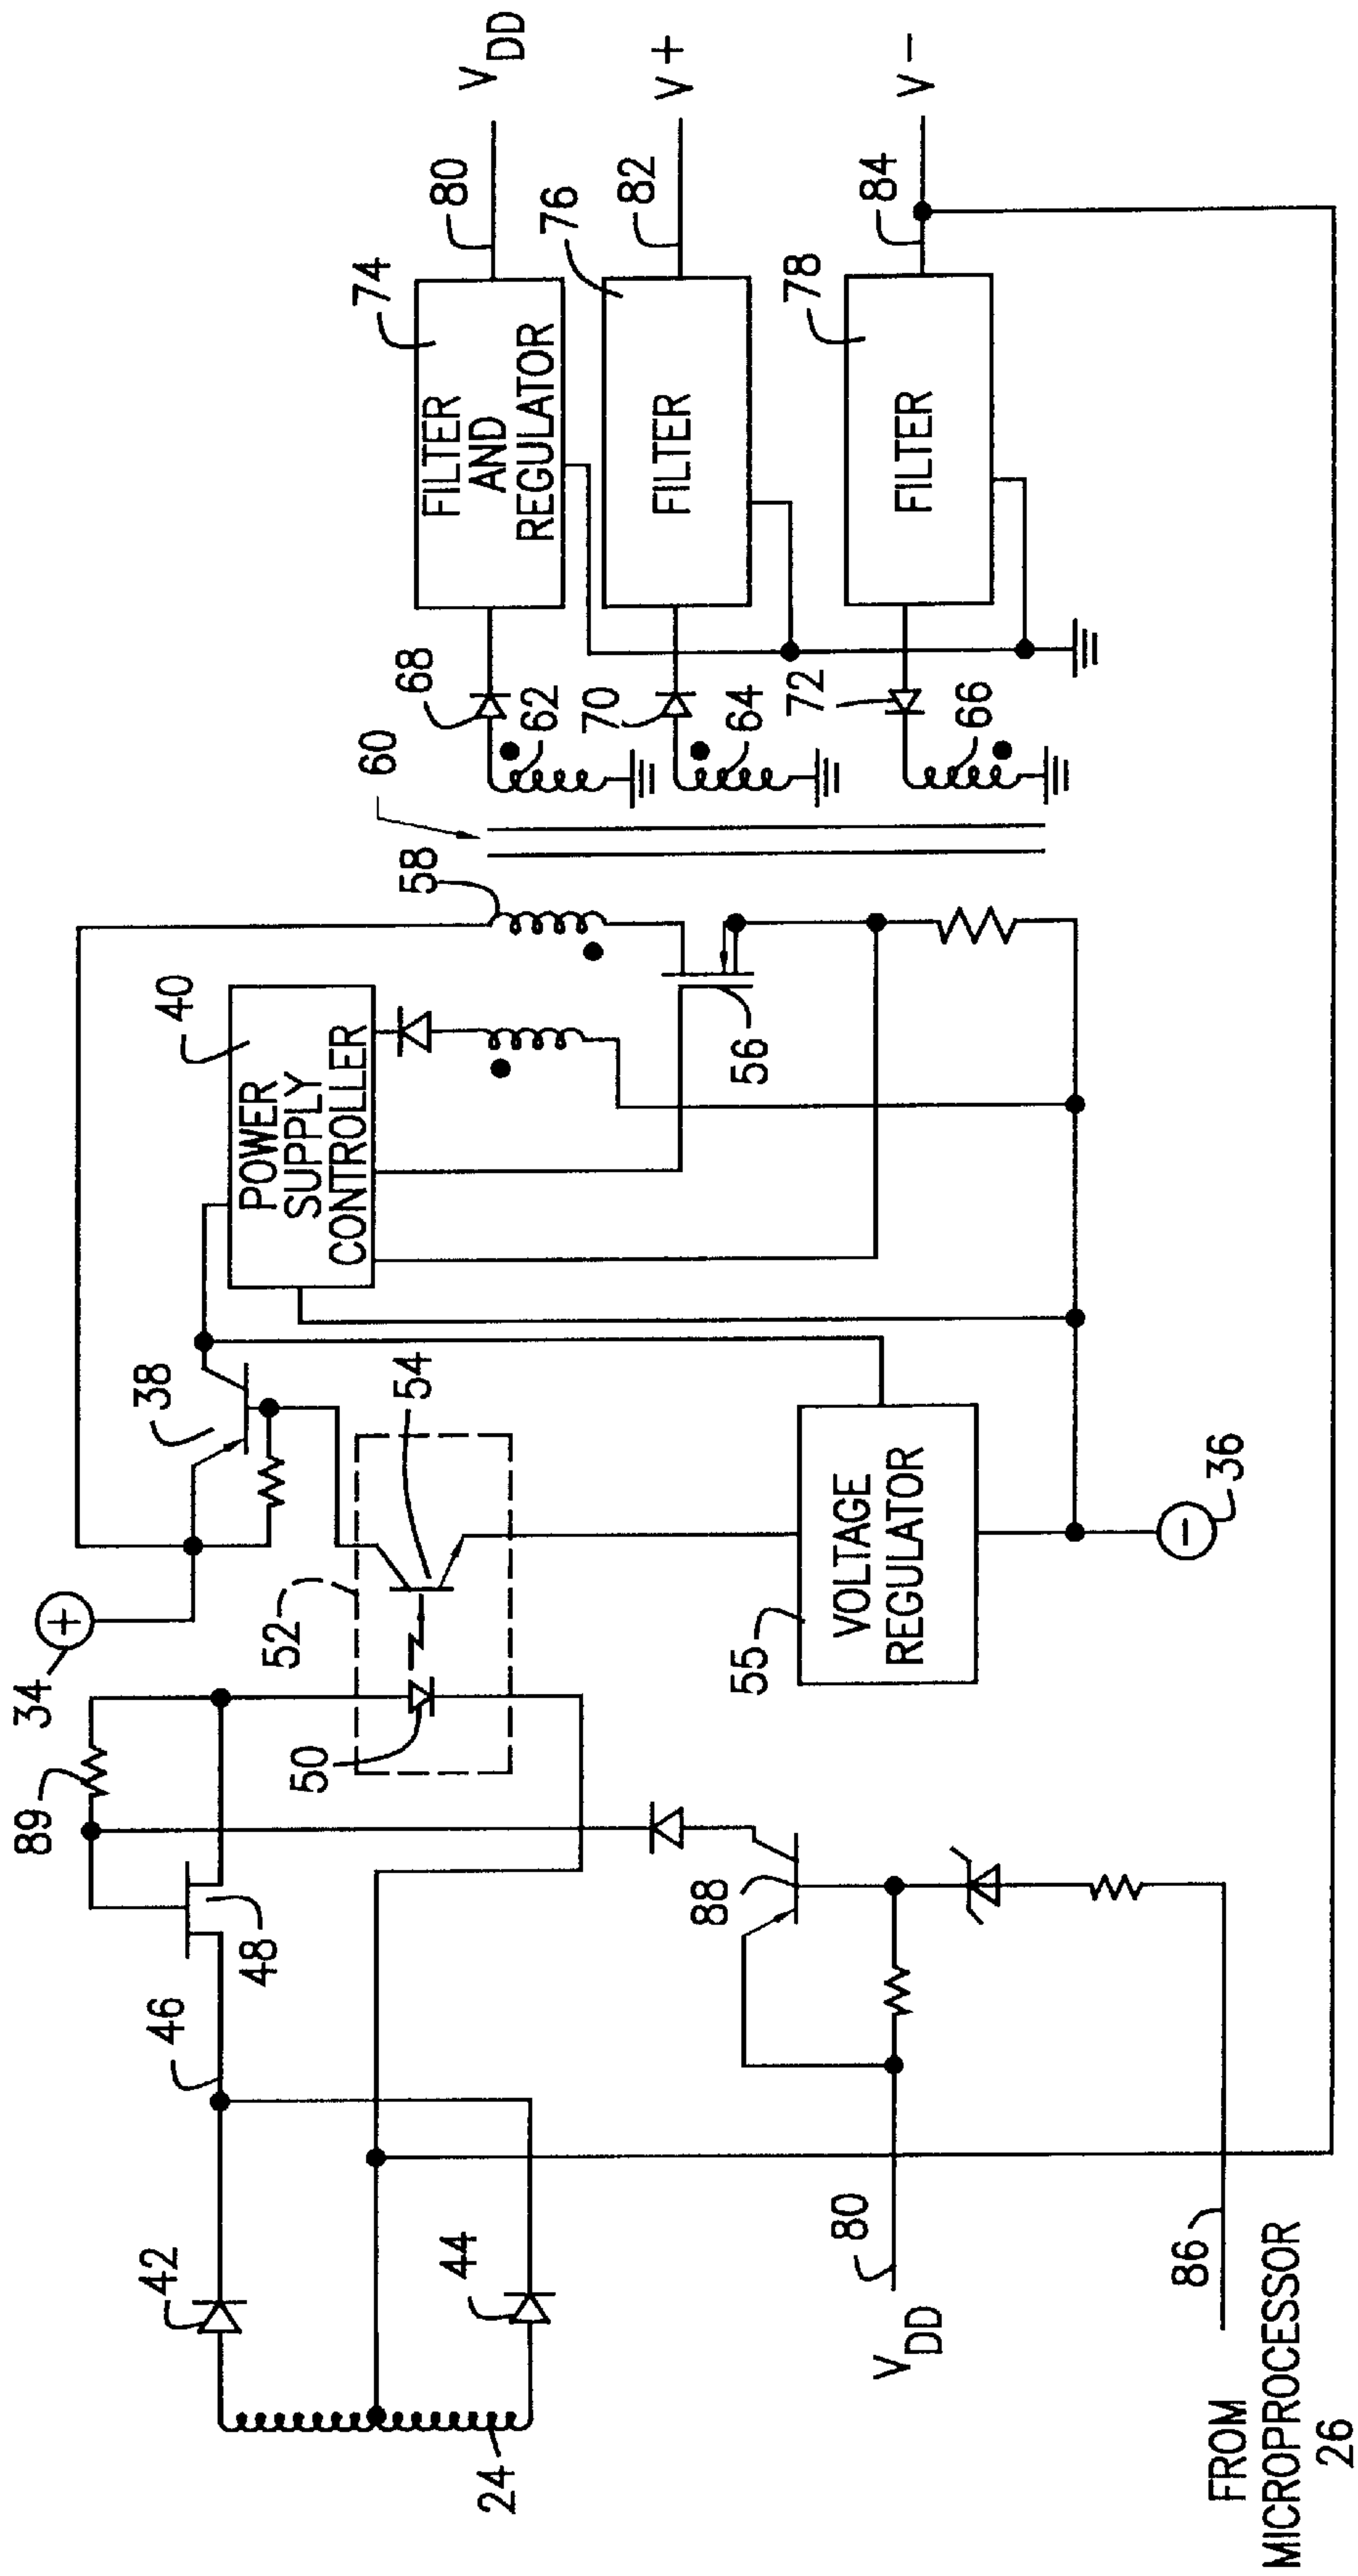 34
+
89
38
40
POWER
SUPPLY
CONTROLLER
58
60
68
62
74
FILTER
AND
REGULATOR
80
V DD
42
46
48
50
52
54
56
70
64
76
FILTER
82
V+
24
44
88
55
VOLTAGE
REGULATOR
72
66
78
FILTER
84
V-
80
V DD
86
FROM
MICROPROCESSOR
26
-
36